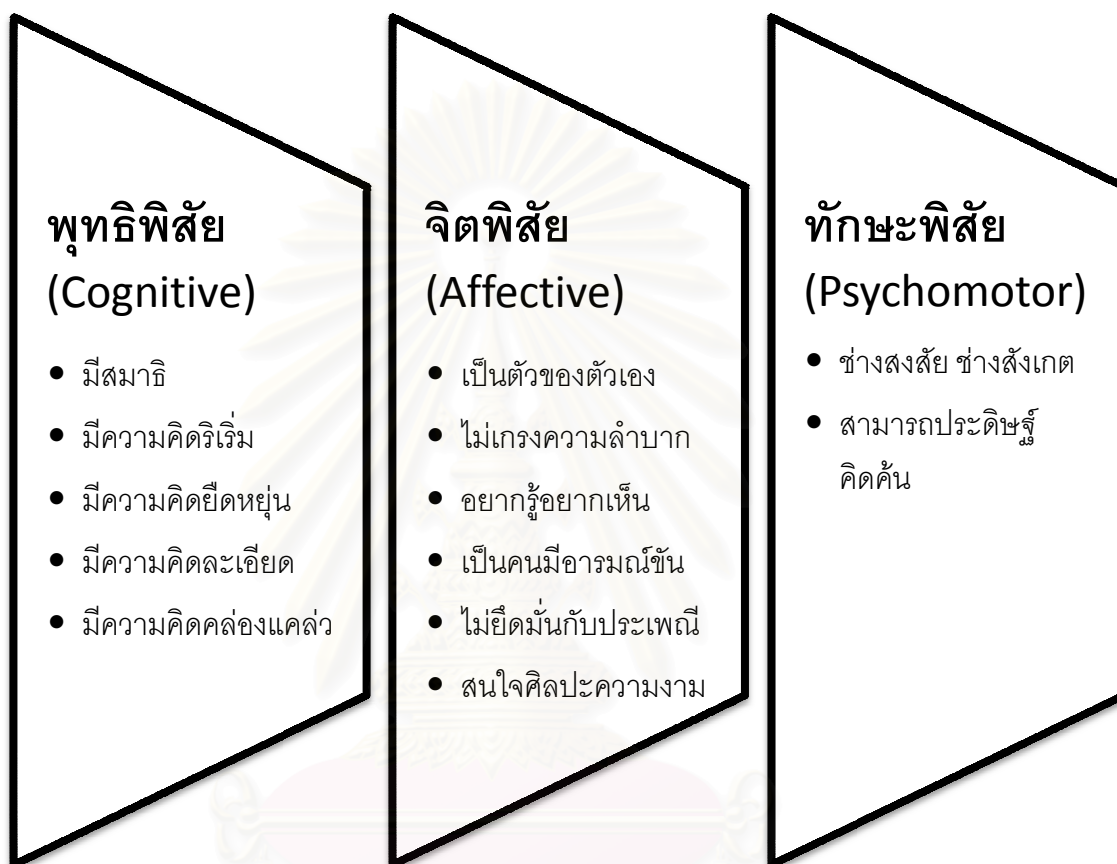 พุทธิพิสัย
(Cognitive)
• มีสมาธิ
• มีความคิดริเริ่ม
• มีความคิดยืดหยุ่น
• มีความคิดละเอียด
• มีความคิดคล่องแคล่ว
จิตพิสัย
(Affective)
• เป็นตัวของตัวเอง
• ไม่เกรงความลำบาก
• อยากรู้อยากเห็น
• เป็นคนมีอารมณ์ขัน
• ไม่ยึดมั่นกับประเพณี
• สนใจศิลปะความงาม
ทักษะพิสัย
(Psychomotor)
• ช่างสงสัย ช่างสังเกต
• สามารถประดิษฐ์
คิดค้น